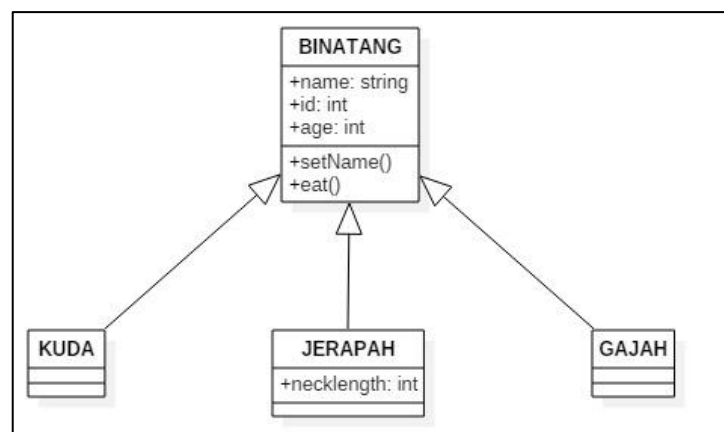 BINATANG
+name: string
+id: int
+age: int
+setName()
+eat()
KUDA
JERAPAH
+necklength: int
GAJAH